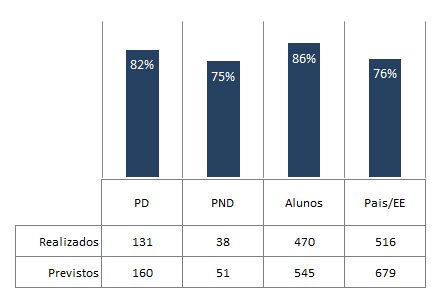 82% 75% 86% 76%
PD PND Alunos Pais/EE
Realizados 131 38 470 516
Previstos 160 51 545 679